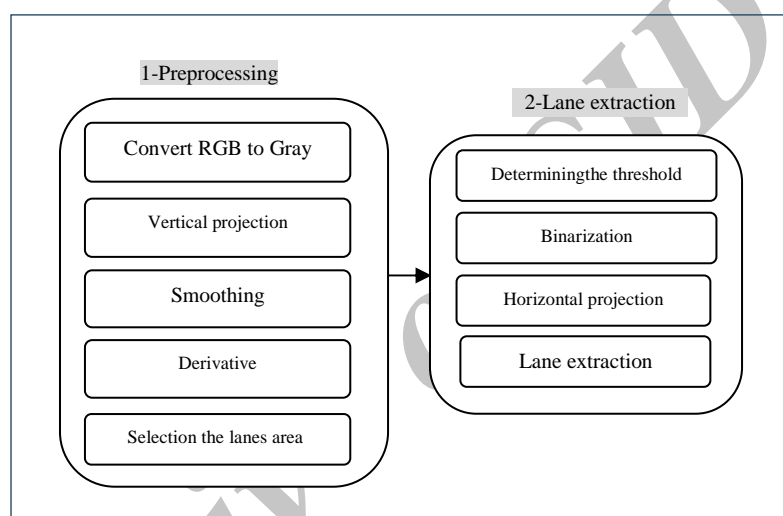 1-Preprocessing
Convert RGB to Gray
Vertical projection
Smoothing
Derivative
Selection the lanes area
2-Lane extraction
Determiningthe threshold
Binarization
Horizontal projection
Lane extraction